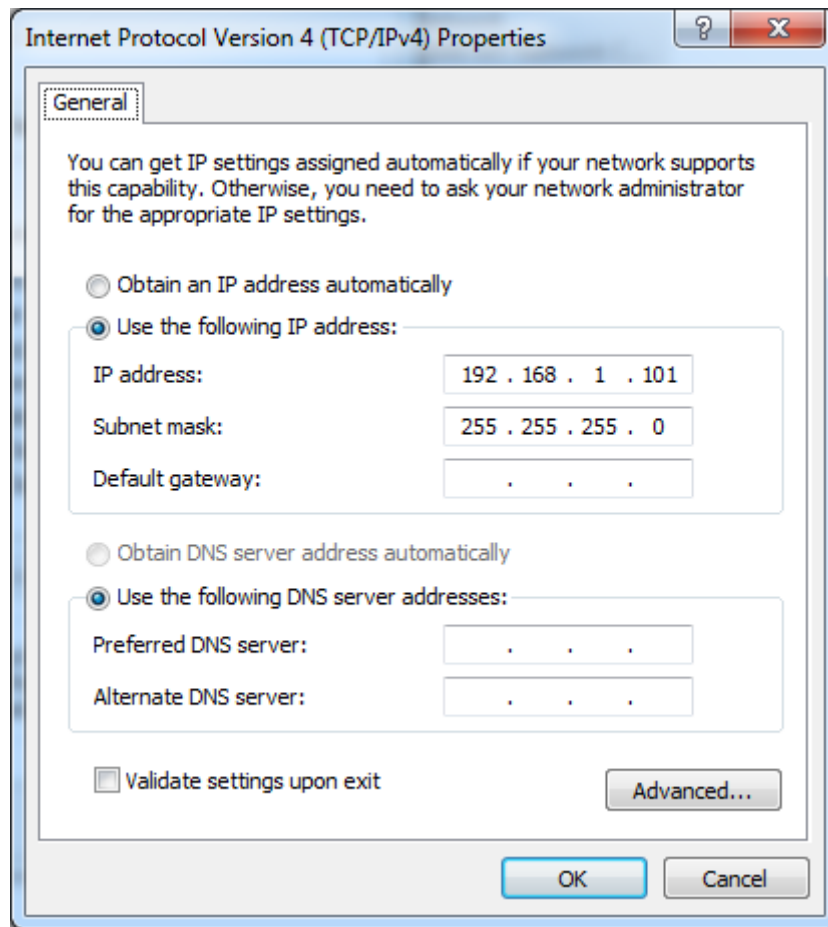 Internet Protocol Version 4 (TCP/IPv4) Properties
General
You can get IP settings assigned automatically if your network supports
this capability. Otherwise, you need to ask your network administrator
for the appropriate IP settings.
Obtain an IP address automatically
Use the following IP address:
IP address: 192 . 168 . 1 . 101
Subnet mask: 255 . 255 . 255 . 0
Default gateway: . . .
Obtain DNS server address automatically
Use the following DNS server addresses:
Preferred DNS server: . . .
Alternate DNS server: . . .
Validate settings upon exit
Advanced...
OK Cancel